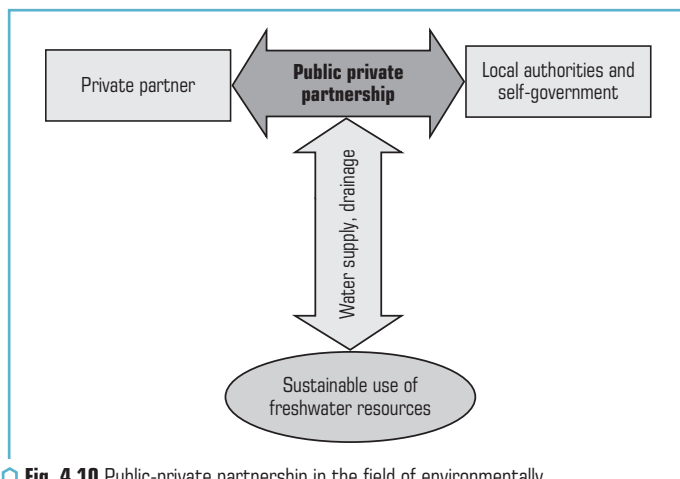 Private partner
Public private
partnership
Local authorities and
self-government
Water supply, drainage
Sustainable use of
freshwater resources
Fig. 4.10 Public-private partnership in the field of environmentally